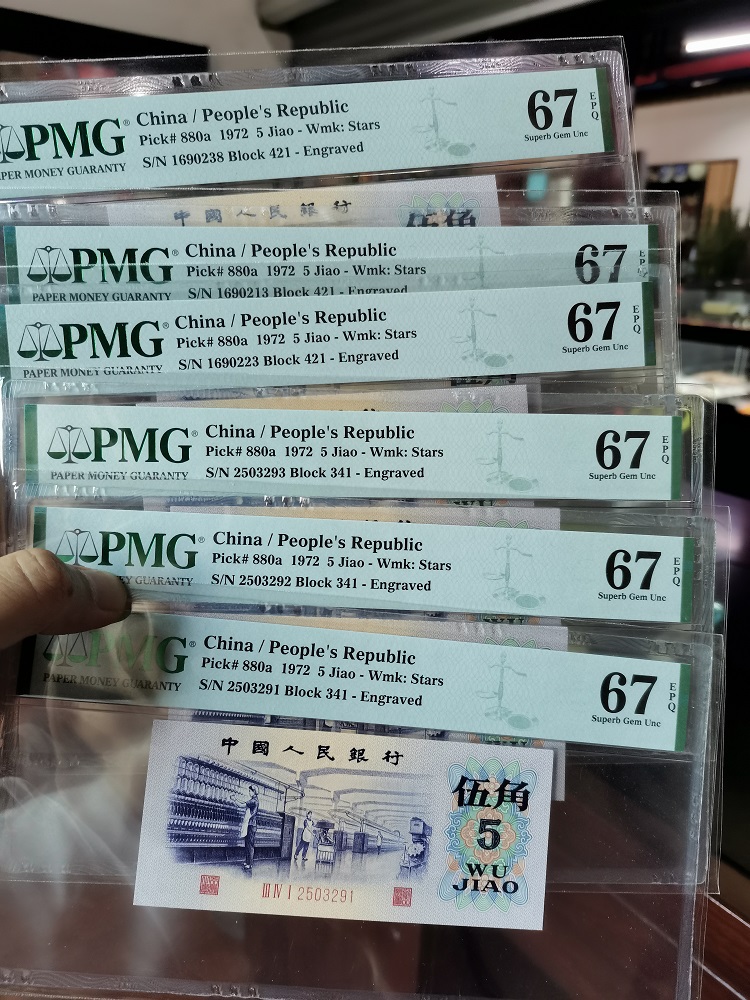 PMG®
PAPER MONEY GUARANTY
China / People's Republic
Pick# 880a 1972 5 Jiao - Wmk: Stars
S/N 1690238 Block 421 - Engraved
67
EPQ
Superb Gem Unc
中國人民銀行
伍角
PMG®
PAPER MONEY GUARANTY
China / People's Republic
Pick# 880a 1972 5 Jiao - Wmk: Stars
S/N 1690213 Block 421 - Engraved
67
PMG®
PAPER MONEY GUARANTY
China / People's Republic
Pick# 880a 1972 5 Jiao - Wmk: Stars
S/N 1690223 Block 421 - Engraved
67
EPQ
Superb Gem Unc
PMG®
PAPER MONEY GUARANTY
China / People's Republic
Pick# 880a 1972 5 Jiao - Wmk: Stars
S/N 2503293 Block 341 - Engraved
67
EPQ
Superb Gem Unc
WU
PMG®
GUARANTY
China / People's Republic
Pick# 880a 1972 5 Jiao - Wmk: Stars
S/N 2503292 Block 341 - Engraved
67
EPQ
Superb Gem Unc
PMG®
PAPER MONEY GUARANTY
China / People's Republic
Pick# 880a 1972 5 Jiao - Wmk: Stars
S/N 2503291 Block 341 - Engraved
67
EPQ
Superb Gem Unc
中國人民銀行
伍角
5
WU
JIAO
III IV I 2503291